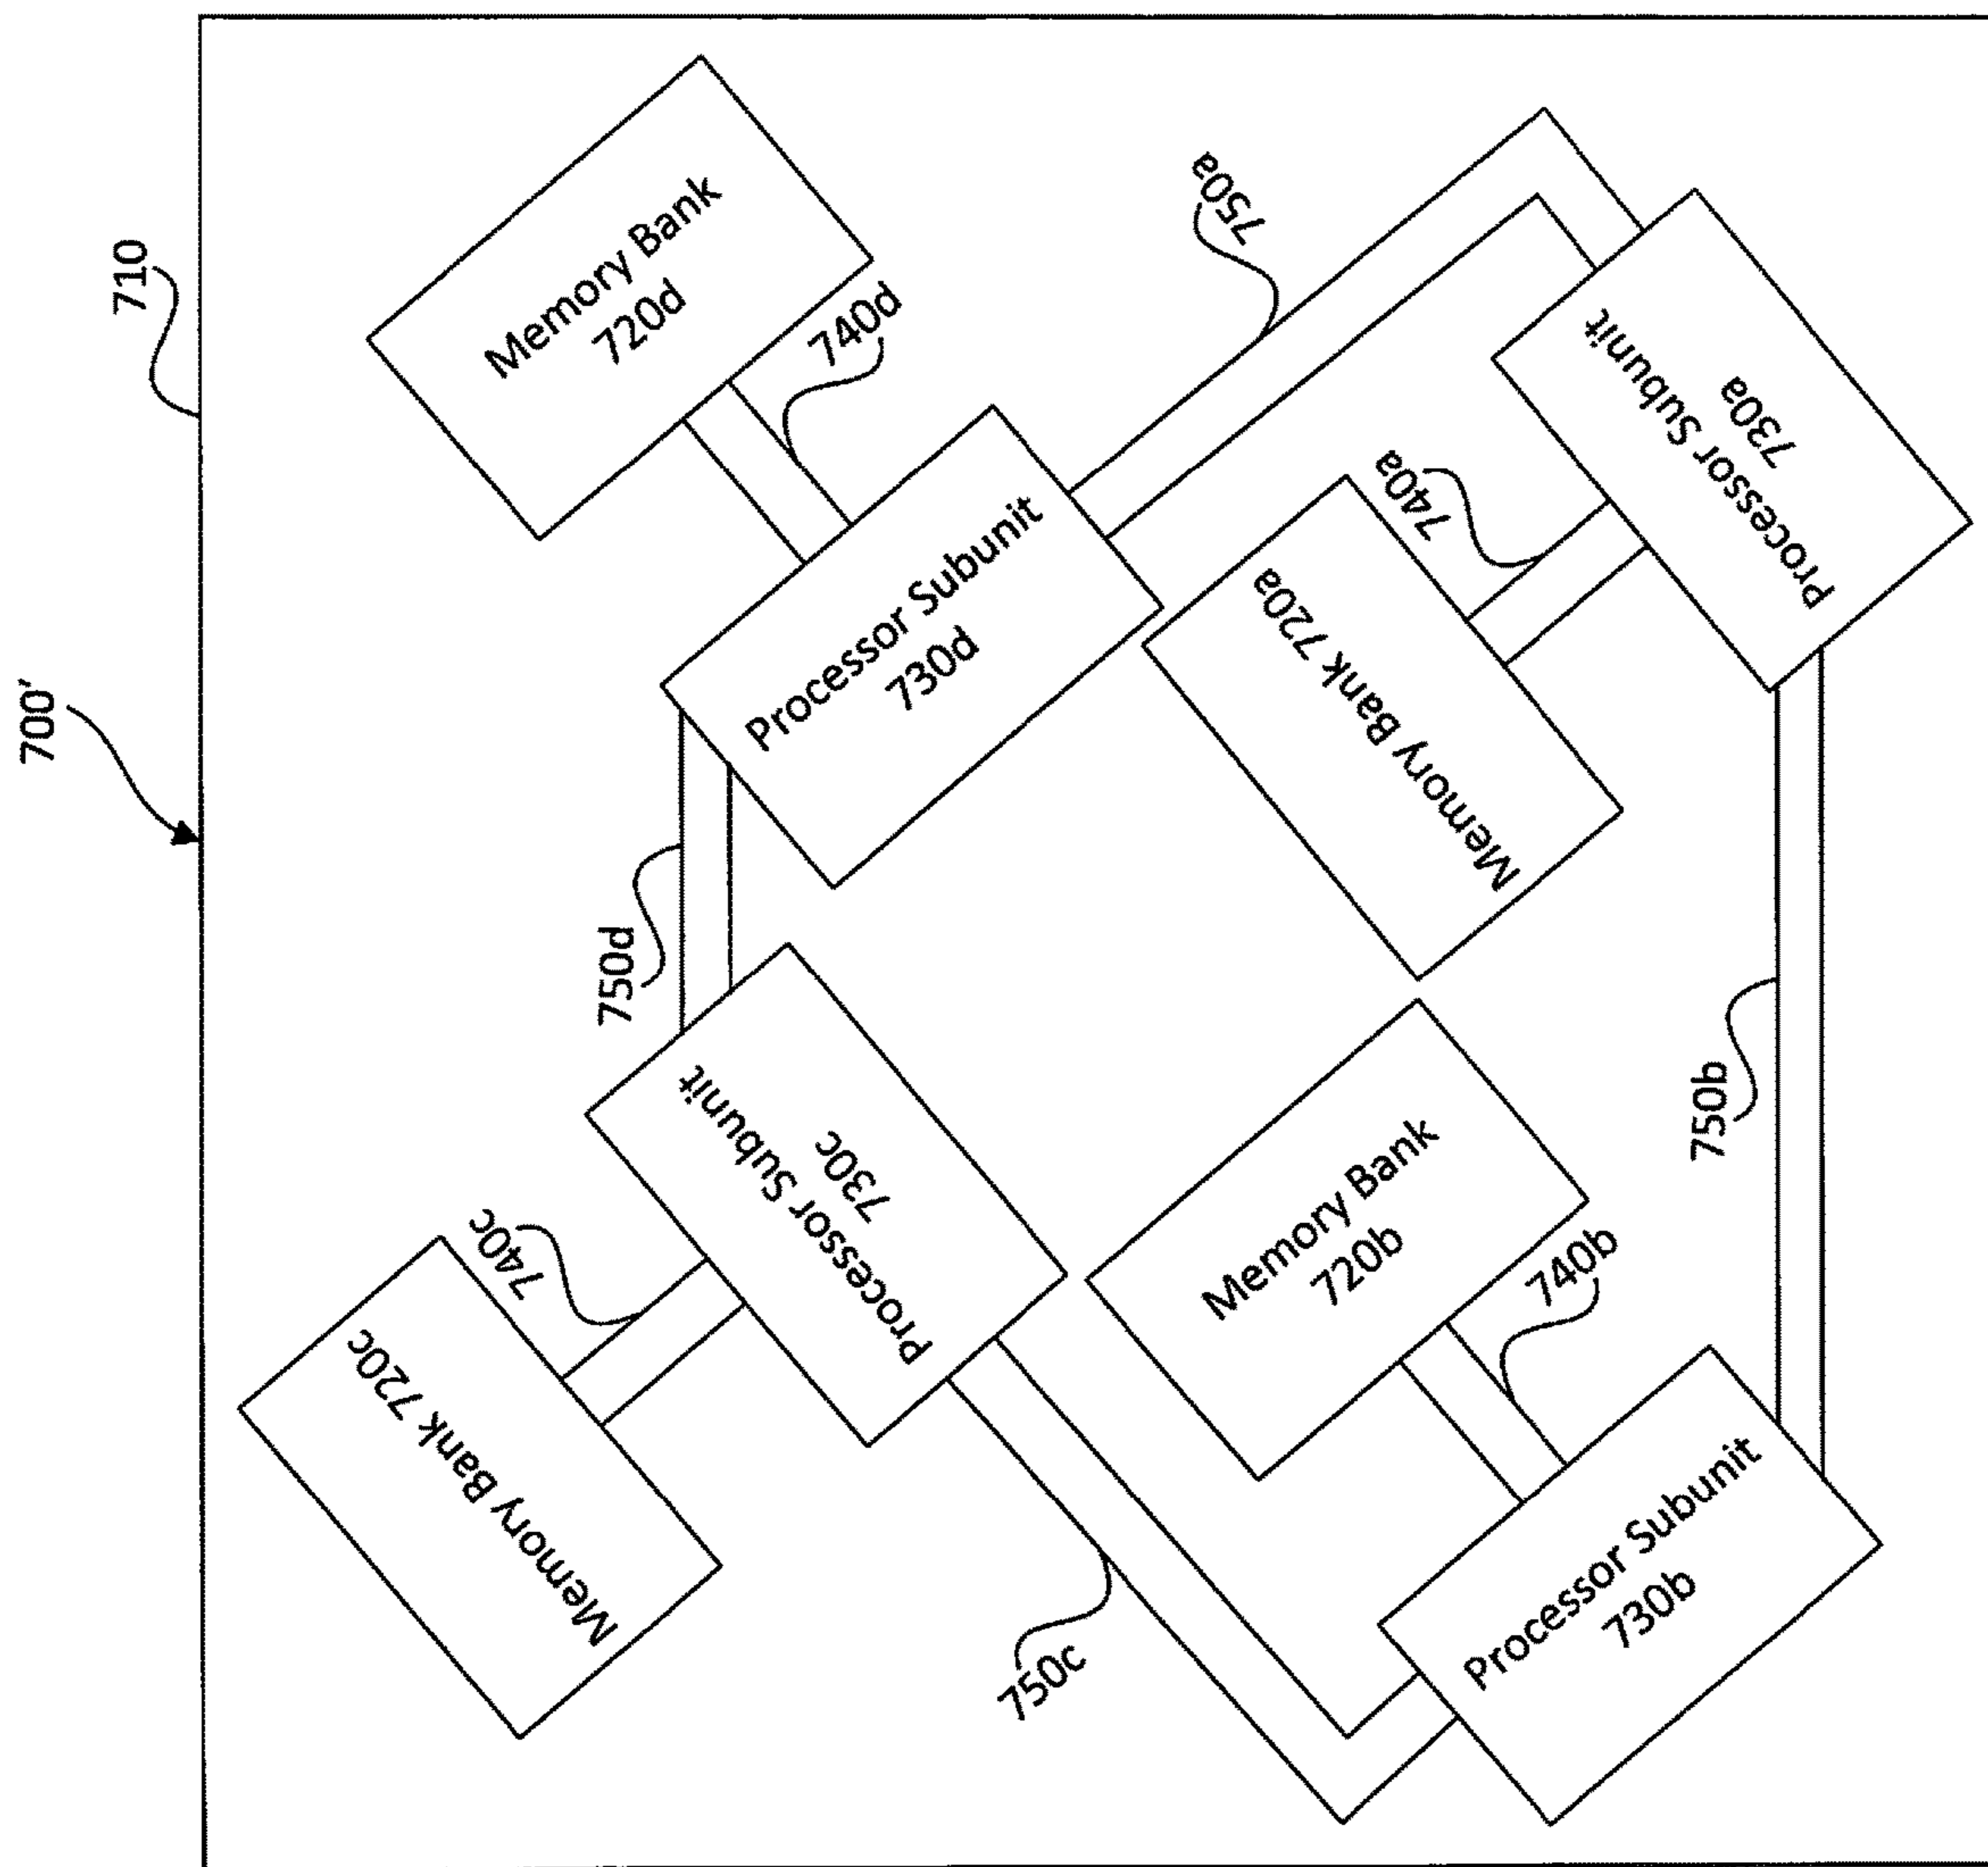 700'
710
Memory Bank 720c
740c
Memory Bank
720d
740d
750d
Processor Subunit
730c
Processor Subunit
730d
750c
750a
Memory Bank
720b
Memory Bank 720a
740b
740a
Processor Subunit
730b
750b
Processor Subunit
730a